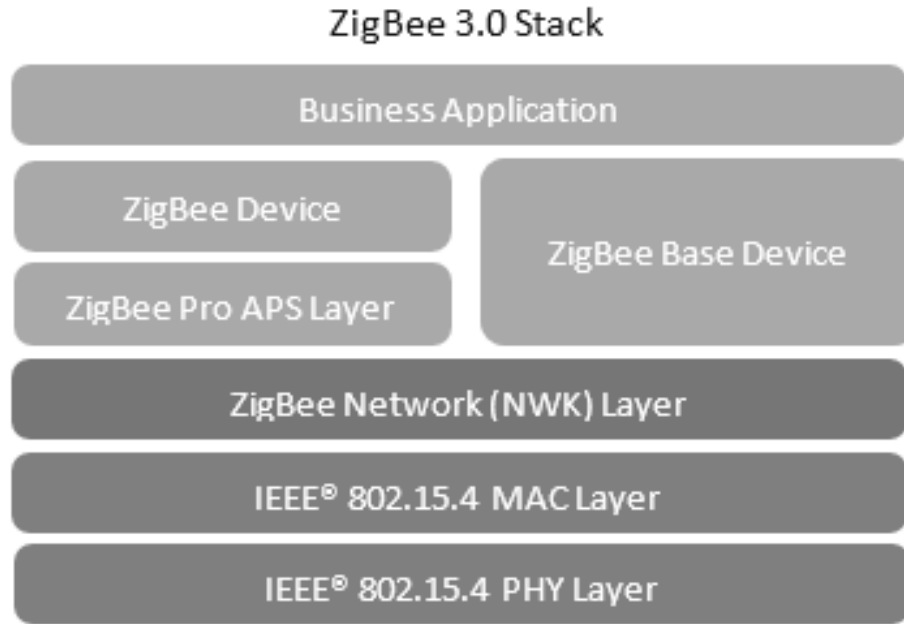 ZigBee 3.0 Stack
Business Application
ZigBee Device
ZigBee Base Device
ZigBee Pro APS Layer
ZigBee Network (NWK) Layer
IEEE® 802.15.4 MAC Layer
IEEE® 802.15.4 PHY Layer